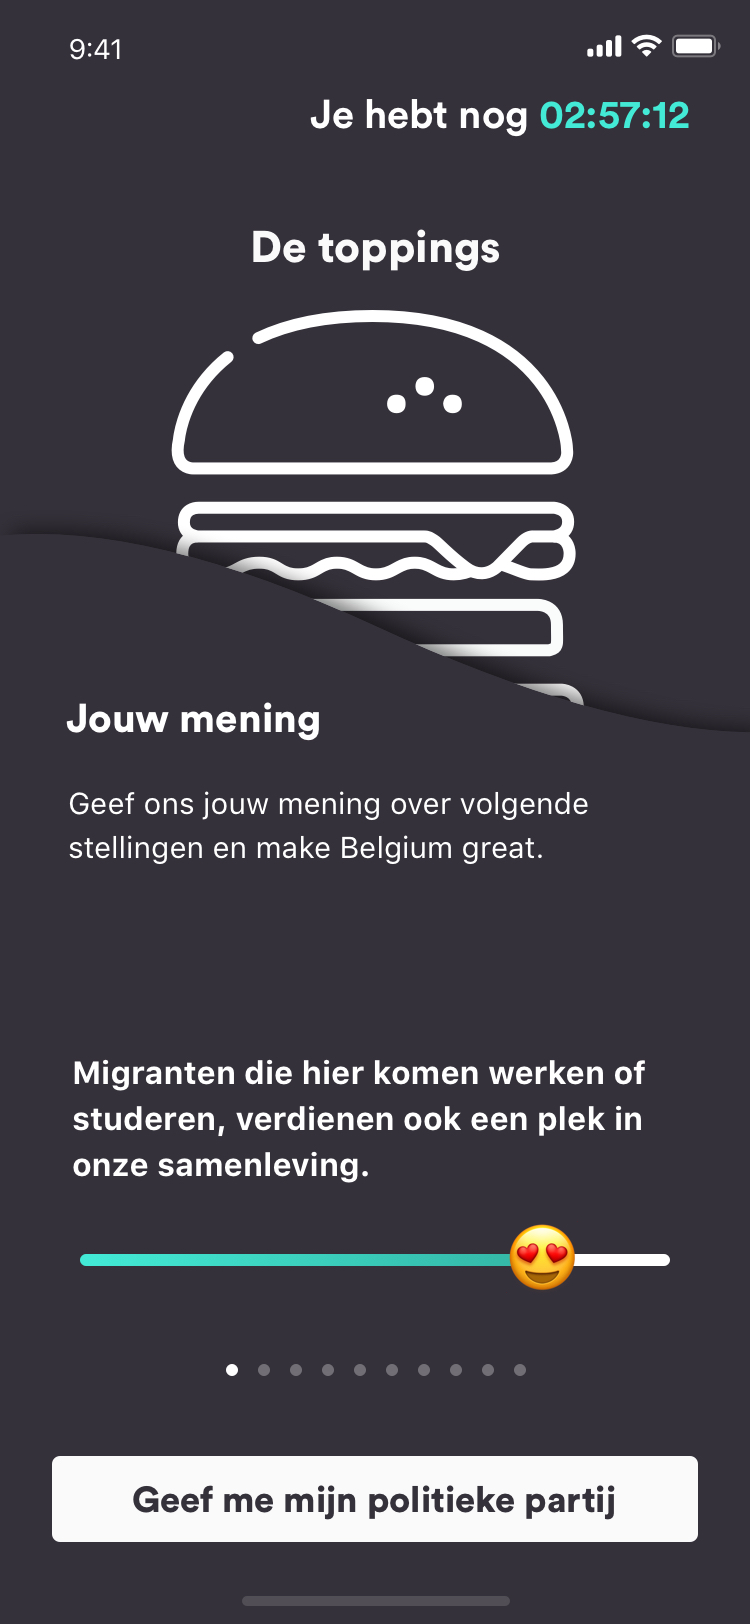 9:41
Je hebt nog 02:57:12
De toppings
Jouw mening
Geef ons jouw mening over volgende
stellingen en make Belgium great.
Migranten die hier komen werken of
studeren, verdienen ook een plek in
onze samenleving.
Geef me mijn politieke partij